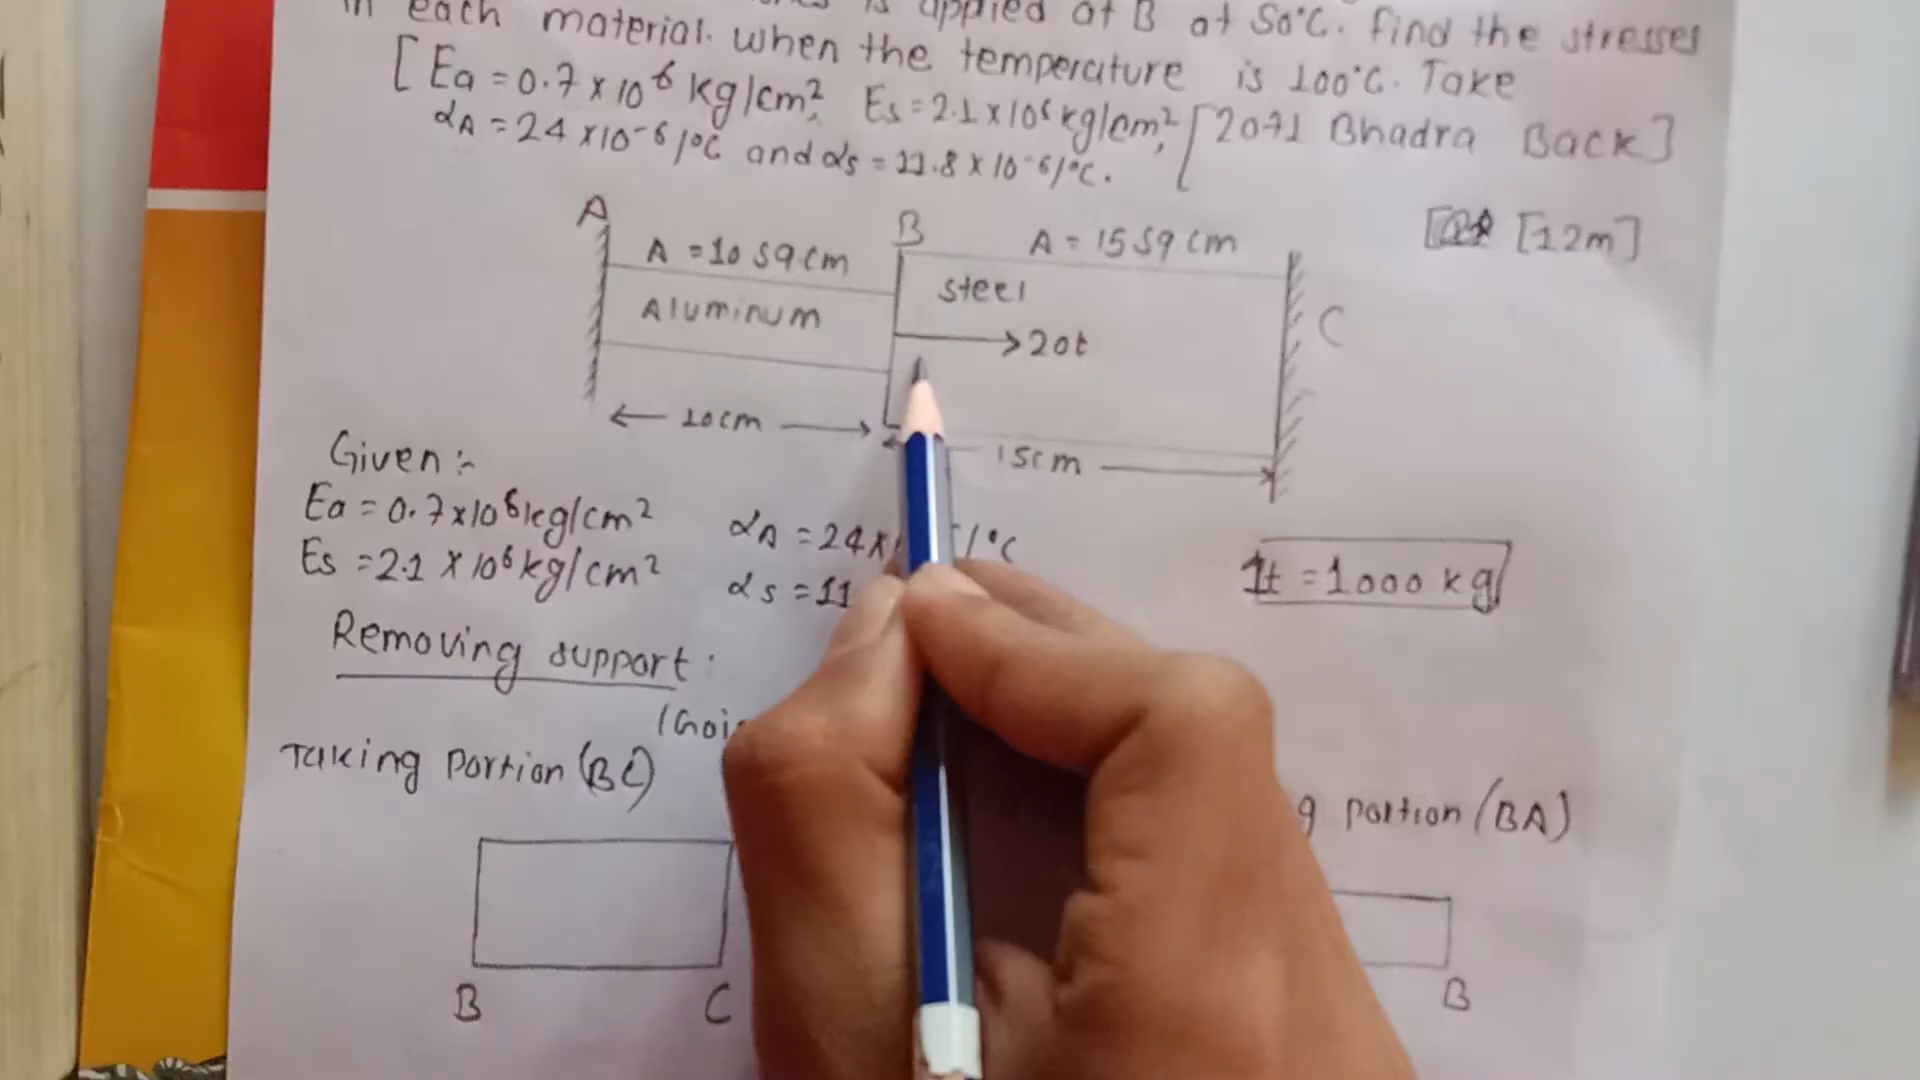 is applied at B at 50°C. find the stresses
in each material. when the temperature is 100°C. Take
[Ea = 0.7 x 10⁶ kg/cm², Es = 2.1 x 10⁶ kg/cm², [2071 Bhadra Back]
αA = 24 x 10⁻⁶/°C and αs = 11.8 x 10⁻⁶/°C.
[12m]
A
B
A = 10 sq cm
A = 15 sq cm
Aluminum
steel
20t
C
10cm
15cm
Given :-
Ea = 0.7 x 10⁶ kg/cm²
αA = 24 x
/°C
Es = 2.1 x 10⁶ kg/cm²
αs = 11
1t = 1000 kg
Removing support :
Taking portion (BC)
portion (BA)
B
C
B